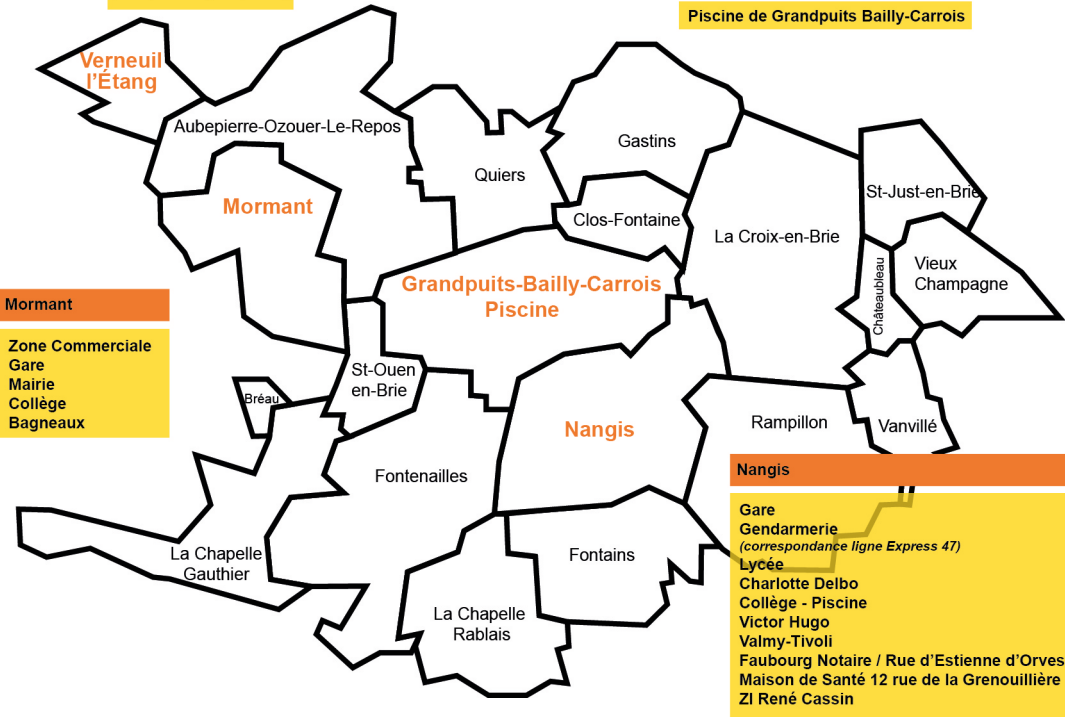 Piscine de Grandpuits Bailly-Carrois
Verneuil
l'Étang
Aubepierre-Ozouer-Le-Repos
Gastins
Quiers
St-Just-en-Brie
Mormant
Clos-Fontaine
La Croix-en-Brie
Vieux
Champagne
Châteaubleau
Grandpuits-Bailly-Carrois
Piscine
Mormant
Zone Commerciale
Gare
Mairie
Collège
Bagneaux
St-Ouen
en-Brie
Bréau
Nangis
Rampillon
Vanvillé
Fontenailles
La Chapelle
Gauthier
Fontains
La Chapelle
Rablais
Nangis
Gare
Gendarmerie
(correspondance ligne Express 47)
Lycée
Charlotte Delbo
Collège - Piscine
Victor Hugo
Valmy-Tivoli
Faubourg Notaire / Rue d'Estienne d'Orves
Maison de Santé 12 rue de la Grenouillière
ZI René Cassin